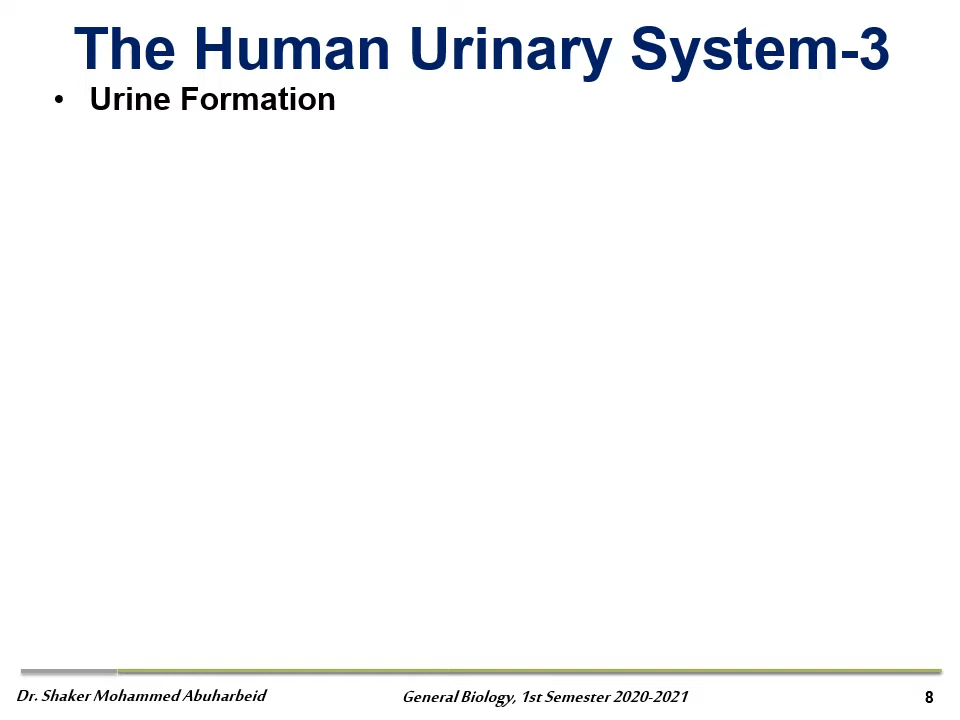 The Human Urinary System-3
• Urine Formation
Dr. Shaker Mohammed Abuharbeid
General Biology, 1st Semester 2020-2021
8